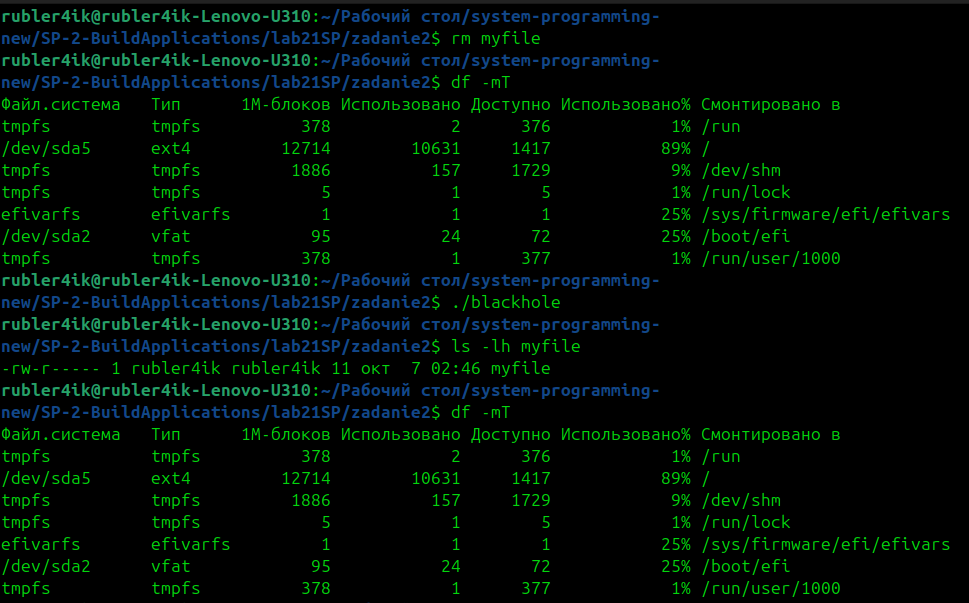 rubler4ik@rubler4ik-Lenovo-U310:~/Рабочий стол/system-programming-
new/SP-2-BuildApplications/lab21SP/zadanie2$ rm myfile
rubler4ik@rubler4ik-Lenovo-U310:~/Рабочий стол/system-programming-
new/SP-2-BuildApplications/lab21SP/zadanie2$ df -mT
Файл.система   Тип      1M-блоков Использовано Доступно Использовано% Смонтировано в
tmpfs          tmpfs          378            2      376            1% /run
/dev/sda5      ext4         12714        10631     1417           89% /
tmpfs          tmpfs         1886          157     1729            9% /dev/shm
tmpfs          tmpfs            5            1        5            1% /run/lock
efivarfs       efivarfs         1            1        1           25% /sys/firmware/efi/efivars
/dev/sda2      vfat            95           24       72           25% /boot/efi
tmpfs          tmpfs          378            1      377            1% /run/user/1000
rubler4ik@rubler4ik-Lenovo-U310:~/Рабочий стол/system-programming-
new/SP-2-BuildApplications/lab21SP/zadanie2$ ./blackhole
rubler4ik@rubler4ik-Lenovo-U310:~/Рабочий стол/system-programming-
new/SP-2-BuildApplications/lab21SP/zadanie2$ ls -lh myfile
-rw-r----- 1 rubler4ik rubler4ik 11 окт  7 02:46 myfile
rubler4ik@rubler4ik-Lenovo-U310:~/Рабочий стол/system-programming-
new/SP-2-BuildApplications/lab21SP/zadanie2$ df -mT
Файл.система   Тип      1M-блоков Использовано Доступно Использовано% Смонтировано в
tmpfs          tmpfs          378            2      376            1% /run
/dev/sda5      ext4         12714        10631     1417           89% /
tmpfs          tmpfs         1886          157     1729            9% /dev/shm
tmpfs          tmpfs            5            1        5            1% /run/lock
efivarfs       efivarfs         1            1        1           25% /sys/firmware/efi/efivars
/dev/sda2      vfat            95           24       72           25% /boot/efi
tmpfs          tmpfs          378            1      377            1% /run/user/1000